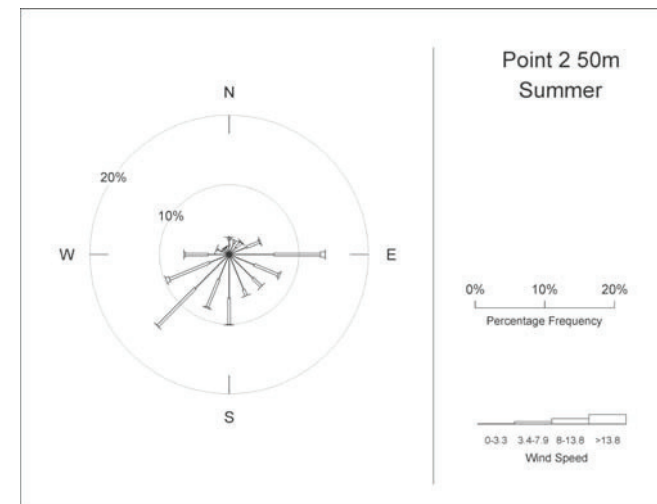 Point 2 50m
Summer
N
20%
10%
W
E
S
0% 10% 20%
Percentage Frequency
0-3.3 3.4-7.9 8-13.8 >13.8
Wind Speed